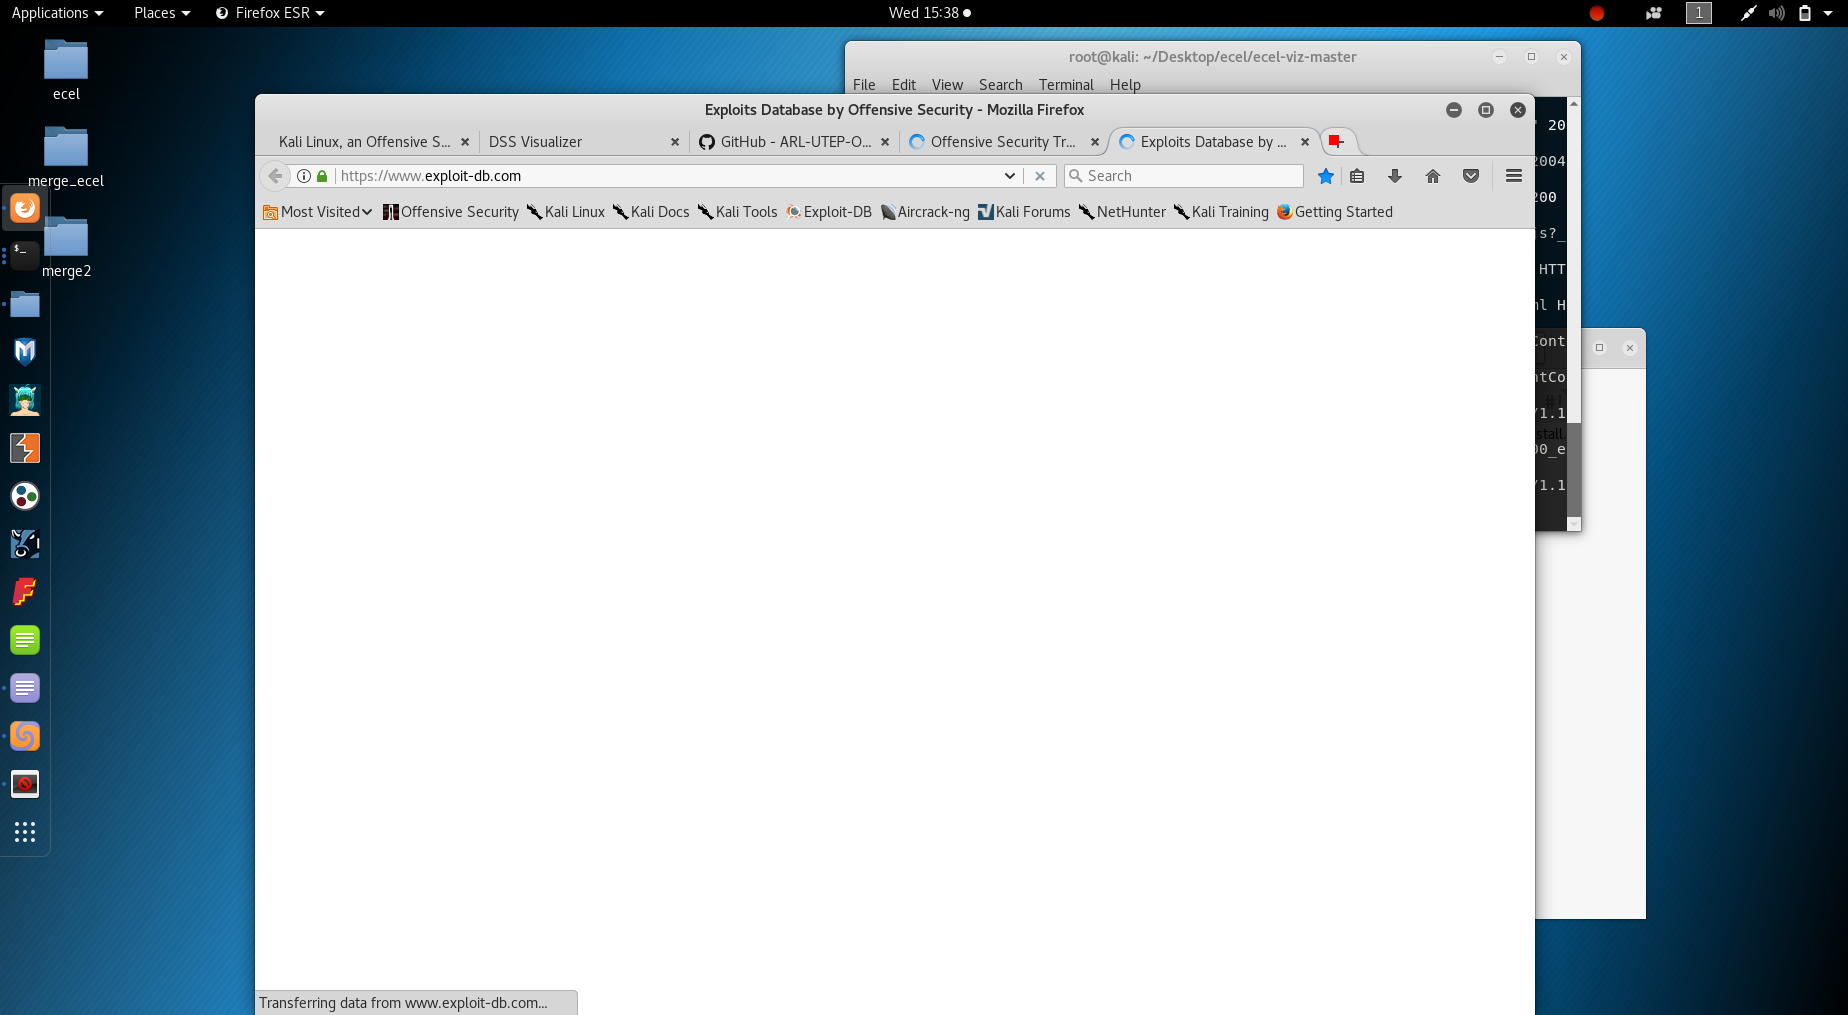 Applications Places Firefox ESR Wed 15:38 1
ecel
merge_ecel
merge2
root@kali: ~/Desktop/ecel/ecel-viz-master
File Edit View Search Terminal Help
Exploits Database by Offensive Security - Mozilla Firefox
Kali Linux, an Offensive S... DSS Visualizer GitHub - ARL-UTEP-O... Offensive Security Tr... Exploits Database by ...
https://www.exploit-db.com Search
Most Visited Offensive Security Kali Linux Kali Docs Kali Tools Exploit-DB Aircrack-ng Kali Forums NetHunter Kali Training Getting Started
20
2004
200
s?_
HTT
l H
Cont
ntCo
/1.1
stall.
00_e
/1.1
$_
Transferring data from www.exploit-db.com...